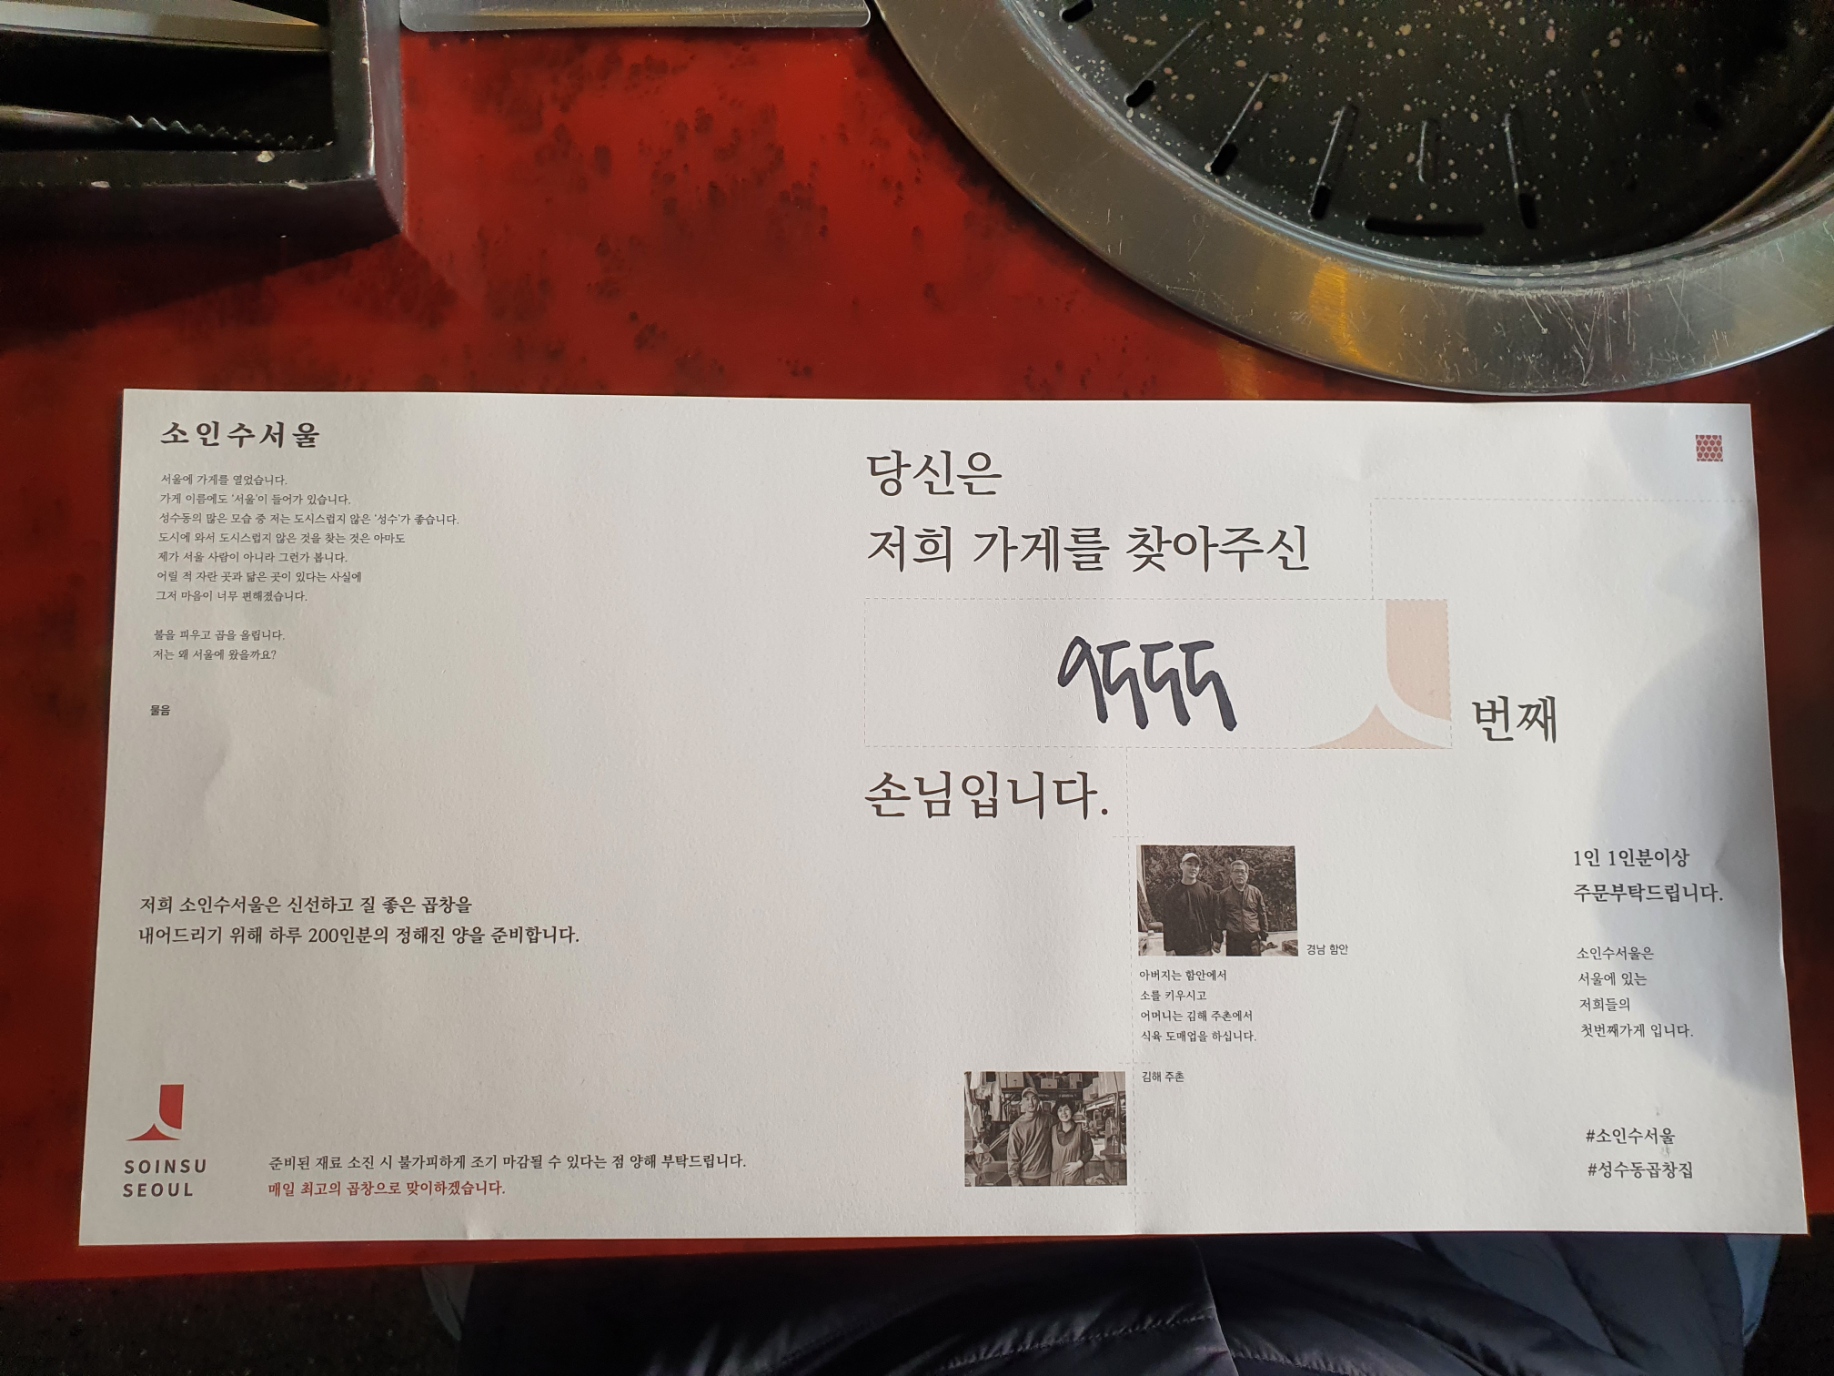 소인수서울
서울에 가게를 열었습니다.
가게 이름에도 '서울'이 들어가 있습니다.
성수동의 많은 모습 중 저는 도시스럽지 않은 '성수'가 좋습니다.
도시에 와서 도시스럽지 않은 것을 찾는 것은 아마도
제가 서울 사람이 아니라 그런가 봅니다.
어릴 적 자란 곳과 닮은 곳이 있다는 사실에
그저 마음이 너무 편해졌습니다.
불을 피우고 곱을 올립니다.
저는 왜 서울에 왔을까요?
물음
저희 소인수서울은 신선하고 질 좋은 곱창을
내어드리기 위해 하루 200인분의 정해진 양을 준비합니다.
SOINSU
SEOUL
준비된 재료 소진 시 불가피하게 조기 마감될 수 있다는 점 양해 부탁드립니다.
매일 최고의 곱창으로 맞이하겠습니다.
당신은
저희 가게를 찾아주신
9555
번째
손님입니다.
경남 함안
아버지는 함안에서
소를 키우시고
어머니는 김해 주촌에서
식육 도매업을 하십니다.
김해 주촌
1인 1인분이상
주문부탁드립니다.
소인수서울은
서울에 있는
저희들의
첫번째가게 입니다.
#소인수서울
#성수동곱창집